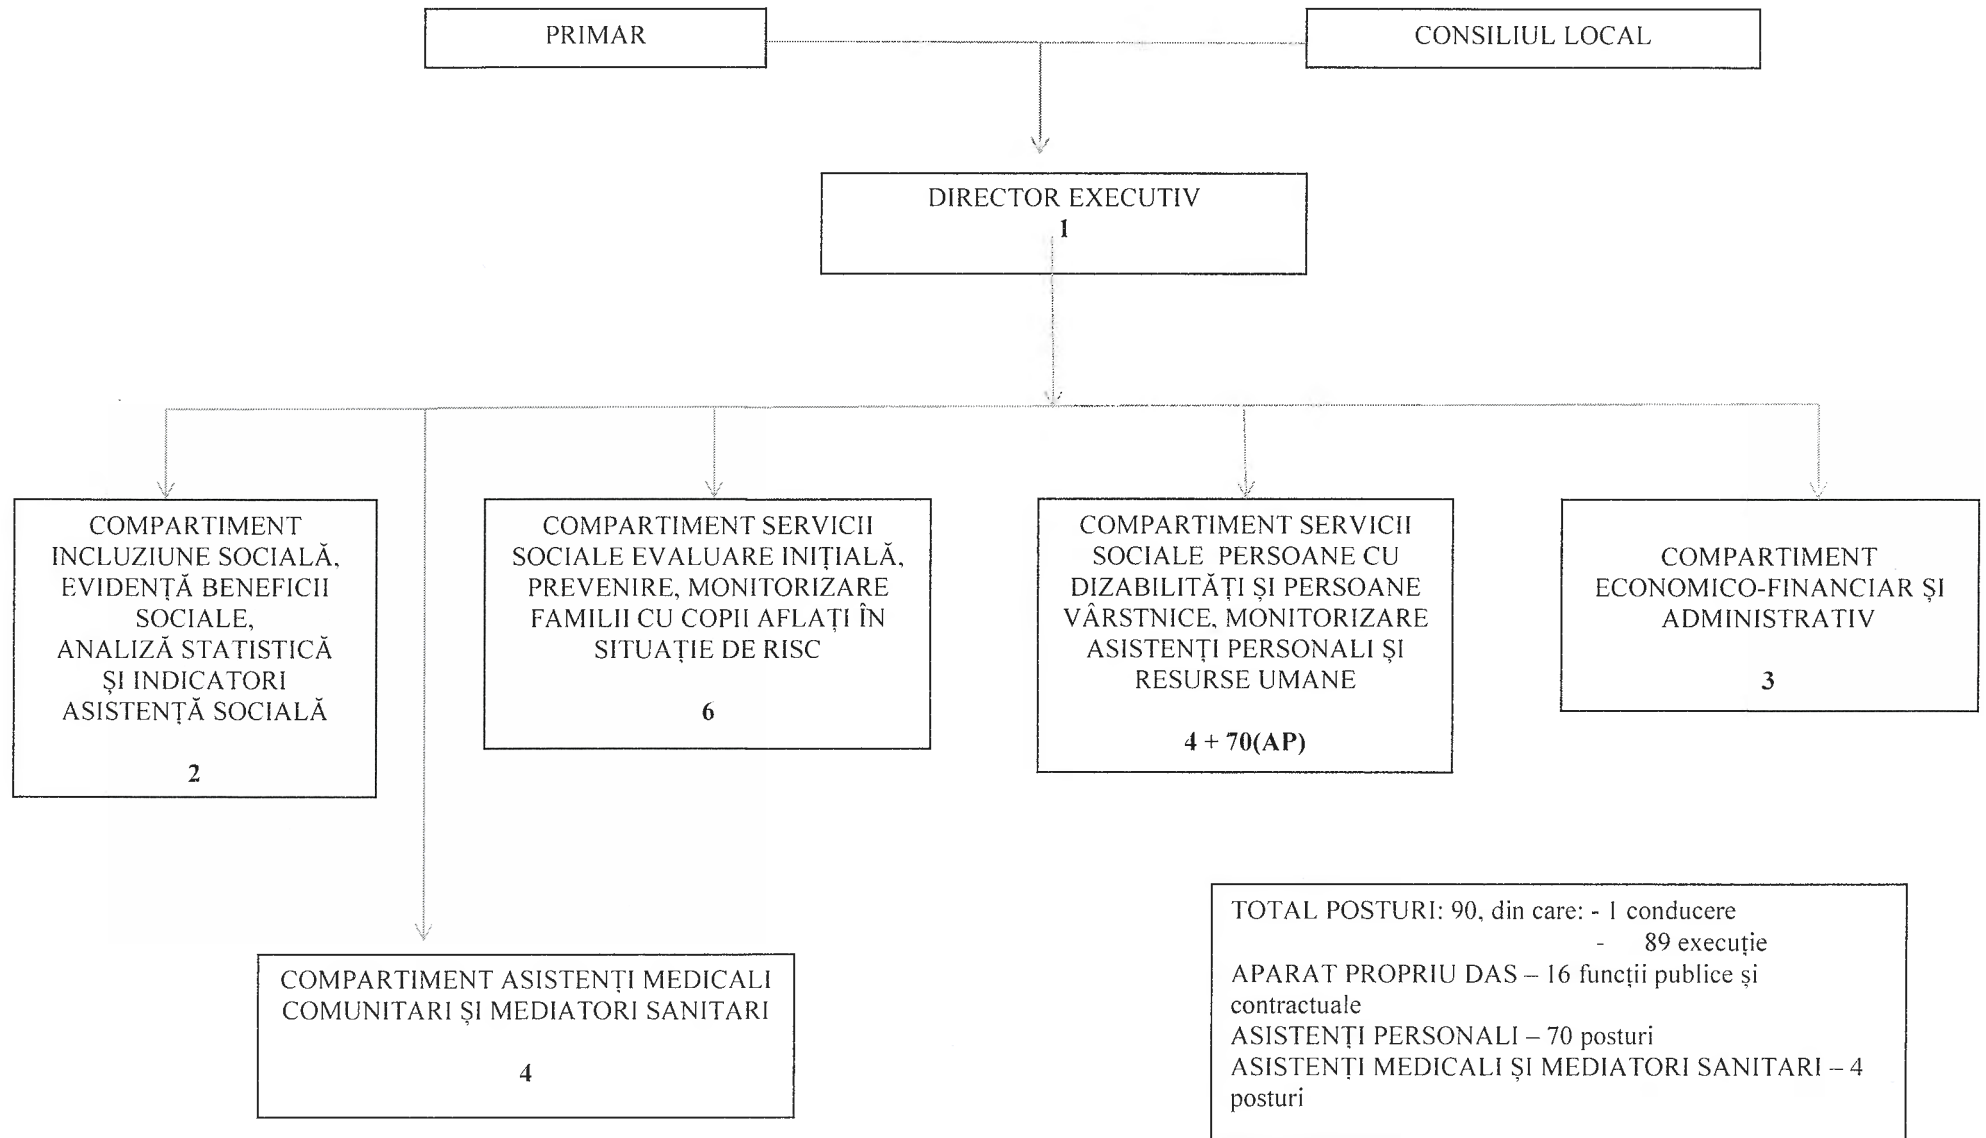 PRIMAR
CONSILIUL LOCAL
DIRECTOR EXECUTIV
1
COMPARTIMENT
INCLUZIUNE SOCIALĂ,
EVIDENȚĂ BENEFICII
SOCIALE,
ANALIZĂ STATISTICĂ
ȘI INDICATORI
ASISTENȚĂ SOCIALĂ
2
COMPARTIMENT SERVICII
SOCIALE EVALUARE INIȚIALĂ,
PREVENIRE, MONITORIZARE
FAMILII CU COPII AFLAȚI ÎN
SITUAȚIE DE RISC
6
COMPARTIMENT SERVICII
SOCIALE PERSOANE CU
DIZABILITĂȚI ȘI PERSOANE
VÂRSTNICE, MONITORIZARE
ASISTENȚI PERSONALI ȘI
RESURSE UMANE
4 + 70(AP)
COMPARTIMENT
ECONOMICO-FINANCIAR ȘI
ADMINISTRATIV
3
COMPARTIMENT ASISTENȚI MEDICALI
COMUNITARI ȘI MEDIATORI SANITARI
4
TOTAL POSTURI: 90, din care: - 1 conducere
- 89 execuție
APARAT PROPRIU DAS – 16 funcții publice și
contractuale
ASISTENȚI PERSONALI – 70 posturi
ASISTENȚI MEDICALI ȘI MEDIATORI SANITARI – 4
posturi